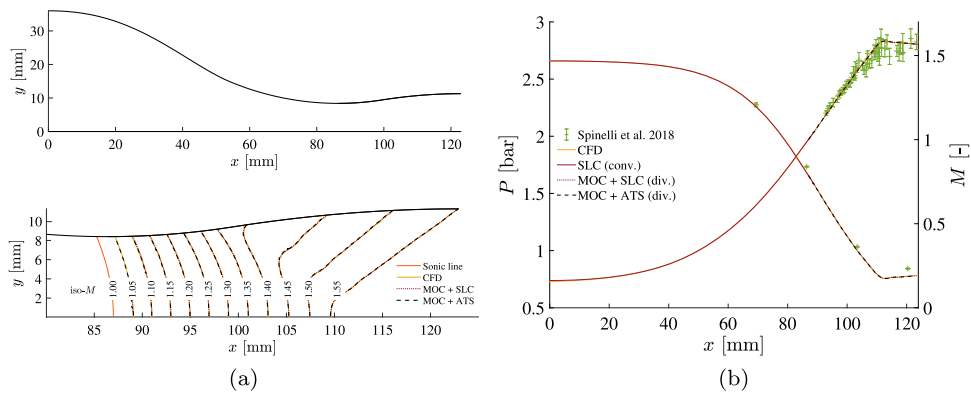 30
20
10
0
y [mm]
0 20 40 60 80 100 120
x [mm]
10
8
6
4
2
y [mm]
iso-M
1.00 1.05 1.10 1.15 1.20 1.25 1.30 1.35 1.40 1.45 1.50 1.55
Sonic line
CFD
MOC + SLC
MOC + ATS
85 90 95 100 105 110 115 120
x [mm]
(a)
3
2.5
2
1.5
1
0.5
P [bar]
Spinelli et al. 2018
CFD
SLC (conv.)
MOC + SLC (div.)
MOC + ATS (div.)
1.5
1
0.5
0
M [-]
0 20 40 60 80 100 120
x [mm]
(b)